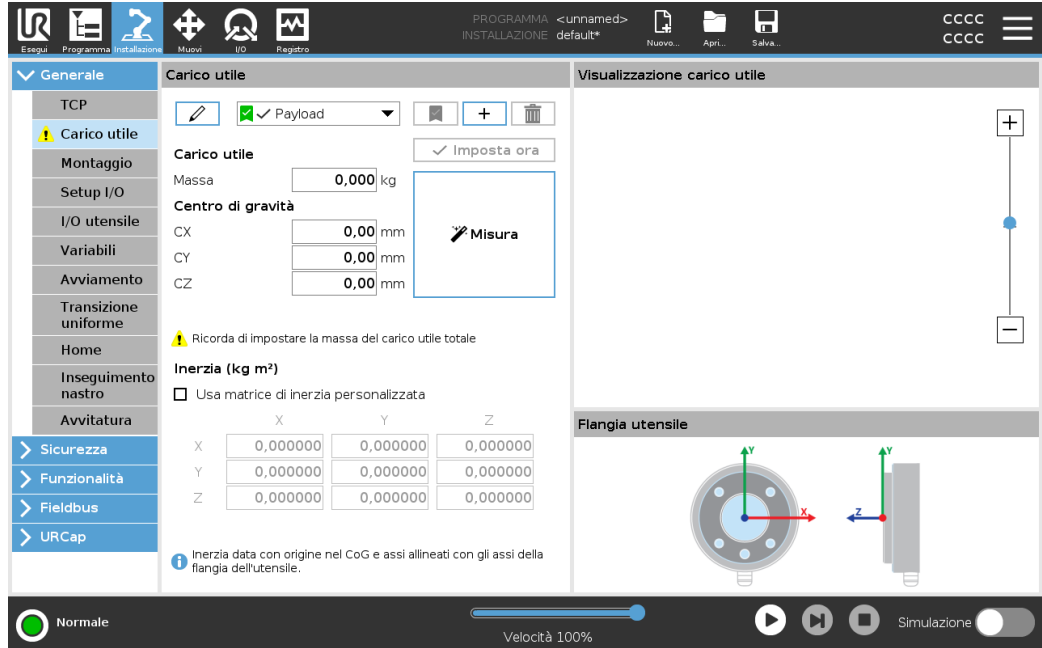 UR
Esegui
Programma
Installazione
Muovi
I/O
Registro
PROGRAMMA <unnamed>
INSTALLAZIONE default*
Nuovo...
Apri...
Salva...
CCCC
CCCC
Generale
TCP
Carico utile
Montaggio
Setup I/O
I/O utensile
Variabili
Avviamento
Transizione
uniforme
Home
Inseguimento
nastro
Avvitatura
Sicurezza
Funzionalità
Fieldbus
URCap
Carico utile
Payload
Imposta ora
Carico utile
Massa 0,000 kg
Centro di gravità
CX 0,00 mm
CY 0,00 mm
CZ 0,00 mm
Misura
Ricorda di impostare la massa del carico utile totale
Inerzia (kg m²)
Usa matrice di inerzia personalizzata
X Y Z
X 0,000000 0,000000 0,000000
Y 0,000000 0,000000 0,000000
Z 0,000000 0,000000 0,000000
Inerzia data con origine nel CoG e assi allineati con gli assi della
flangia dell'utensile.
Visualizzazione carico utile
Flangia utensile
Y
X
Y
Z
Normale
Velocità 100%
Simulazione